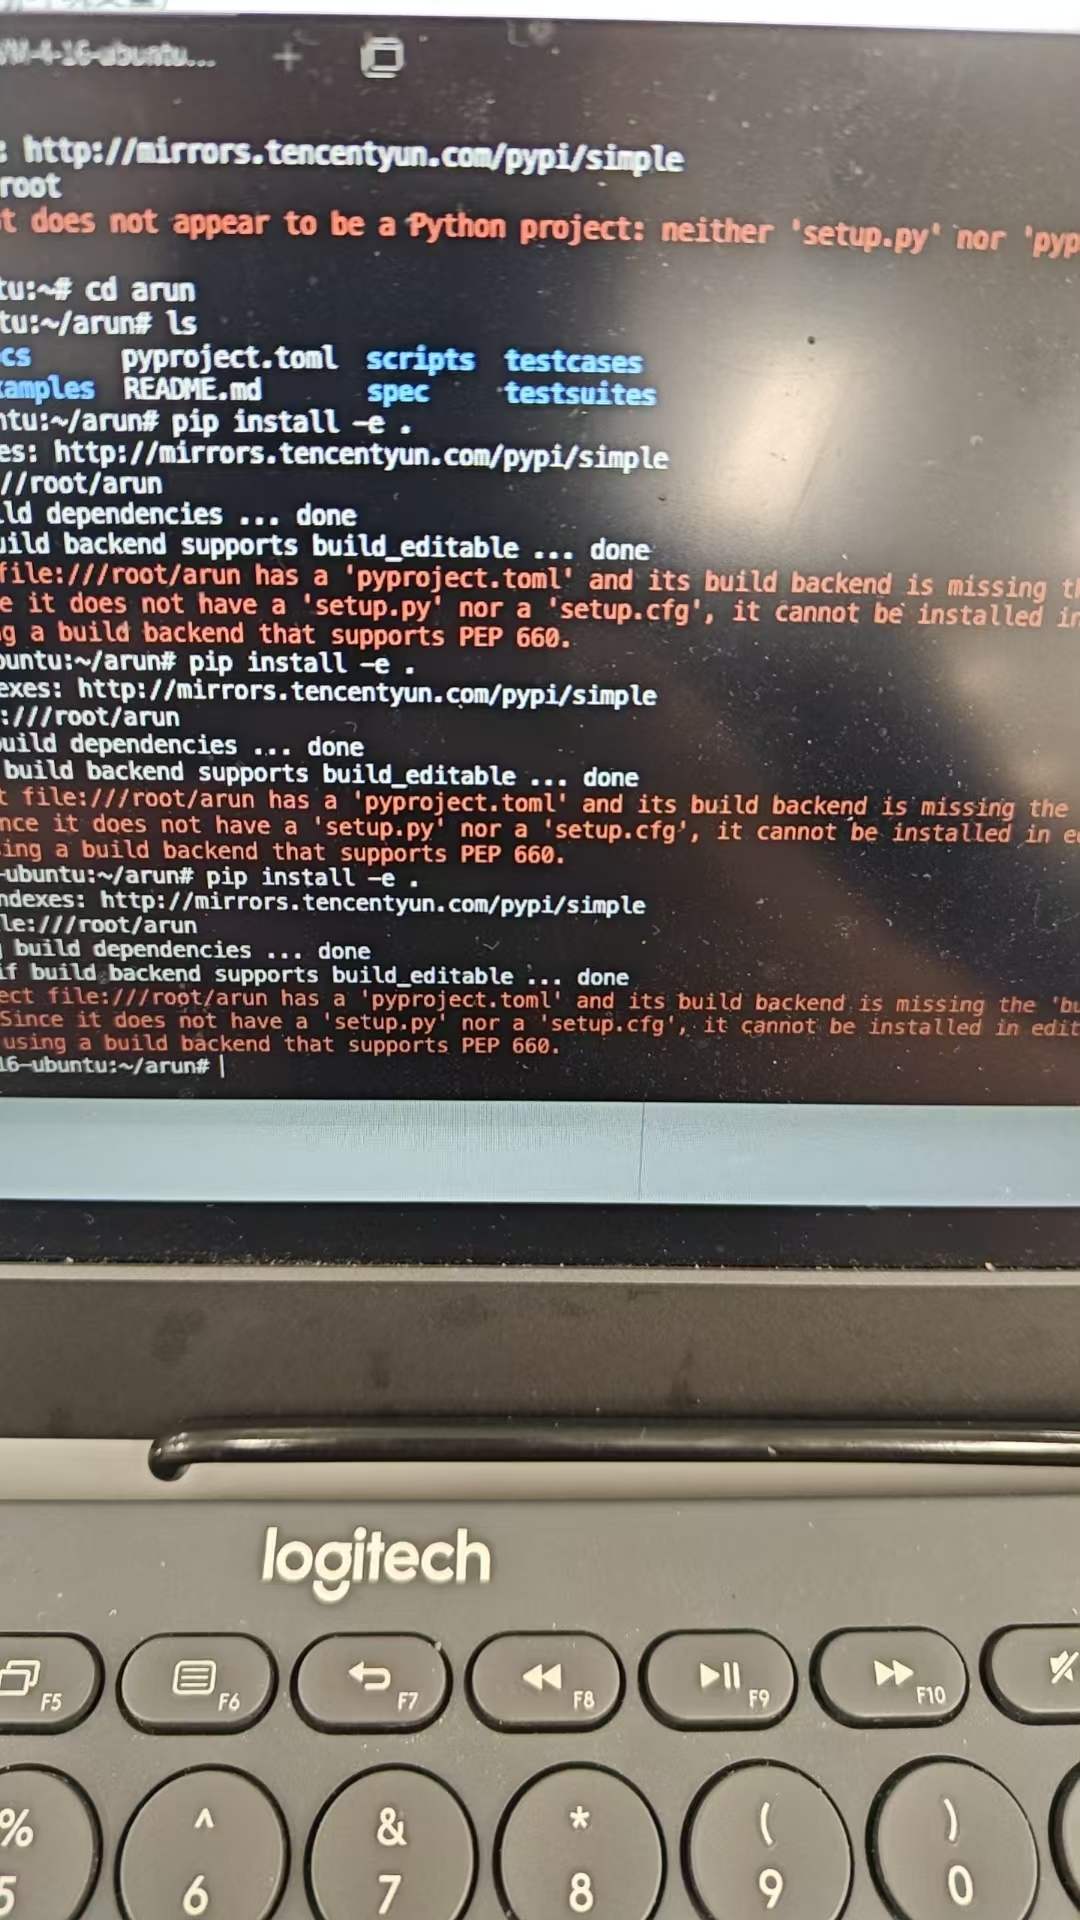 M-4-16-ubuntu...
: http://mirrors.tencentyun.com/pypi/simple
root
t does not appear to be a Python project: neither 'setup.py' nor 'pyp
tu:~# cd arun
tu:~/arun# ls
cs pyproject.toml scripts testcases
amples README.md spec testsuites
ntu:~/arun# pip install -e .
es: http://mirrors.tencentyun.com/pypi/simple
//root/arun
ld dependencies ... done
uild backend supports build_editable ... done
file:///root/arun has a 'pyproject.toml' and its build backend is missing th
e it does not have a 'setup.py' nor a 'setup.cfg', it cannot be installed in
g a build backend that supports PEP 660.
buntu:~/arun# pip install -e .
exes: http://mirrors.tencentyun.com/pypi/simple
:///root/arun
uild dependencies ... done
build backend supports build_editable ... done
t file:///root/arun has a 'pyproject.toml' and its build backend is missing the
nce it does not have a 'setup.py' nor a 'setup.cfg', it cannot be installed in ed
ing a build backend that supports PEP 660.
-ubuntu:~/arun# pip install -e .
ndexes: http://mirrors.tencentyun.com/pypi/simple
le:///root/arun
build dependencies ... done
if build backend supports build_editable ... done
ect file:///root/arun has a 'pyproject.toml' and its build backend is missing the 'bu
Since it does not have a 'setup.py' nor a 'setup.cfg', it cannot be installed in edit
using a build backend that supports PEP 660.
16-ubuntu:~/arun#
logitech
F5 F6 F7 F8 F9 F10
% ^ & * ( )
5 6 7 8 9 0